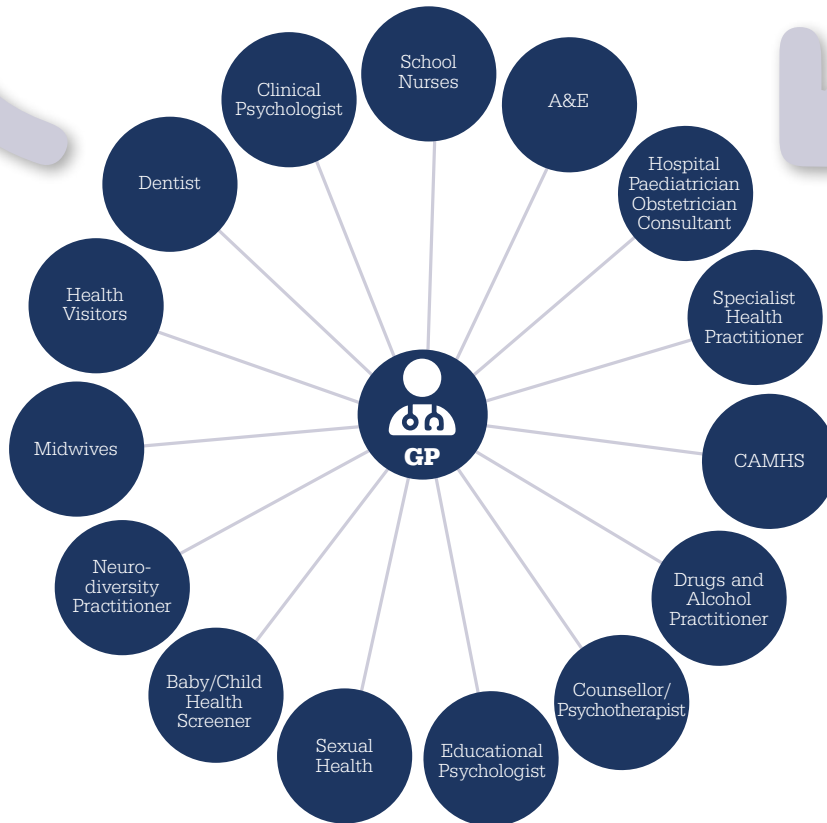 School
Nurses
A&E
Hospital
Paediatrician
Obstetrician
Consultant
Specialist
Health
Practitioner
CAMHS
Drugs and
Alcohol
Practitioner
Counsellor/
Psychotherapist
Educational
Psychologist
Sexual
Health
Baby/Child
Health
Screener
Neuro-
diversity
Practitioner
Midwives
Health
Visitors
Dentist
Clinical
Psychologist
GP